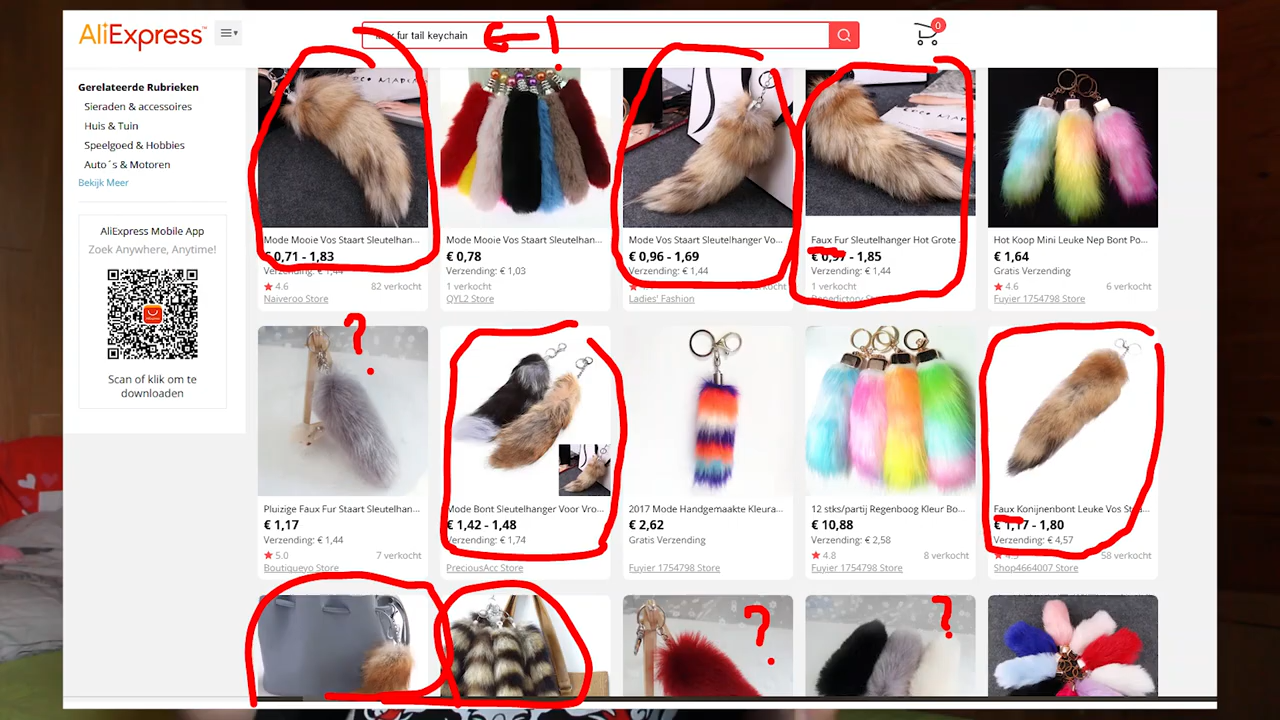 AliExpress™
fur tail keychain
0
Gerelateerde Rubrieken
Sieraden & accessoires
Huis & Tuin
Speelgoed & Hobbies
Auto´s & Motoren
Bekijk Meer
AliExpress Mobile App
Zoek Anywhere, Anytime!
Scan of klik om te
downloaden
Mode Mooie Vos Staart Sleutelhan...
€ 0,71 - 1,83
Verzending: € 1,44
4.6 82 verkocht
Naiveroo Store
Mode Mooie Vos Staart Sleutelhan...
€ 0,78
Verzending: € 1,03
1 verkocht
QYL2 Store
Mode Vos Staart Sleutelhanger Vo...
€ 0,96 - 1,69
Verzending: € 1,44
verkocht
Ladies' Fashion
Faux Fur Sleutelhanger Hot Grote
€ 0,97 - 1,85
Verzending: € 1,44
1 verkocht
Benedictory
Hot Koop Mini Leuke Nep Bont Po...
€ 1,64
Gratis Verzending
4.6 6 verkocht
Fuyier 1754798 Store
?
Pluizige Faux Fur Staart Sleutelhan...
€ 1,17
Verzending: € 1,44
5.0 7 verkocht
Boutiqueyo Store
Mode Bont Sleutelhanger Voor Vro...
€ 1,42 - 1,48
Verzending: € 1,74
PreciousAcc Store
2017 Mode Handgemaakte Kleura...
€ 2,62
Gratis Verzending
Fuyier 1754798 Store
12 stks/partij Regenboog Kleur Bo...
€ 10,88
Verzending: € 2,58
4.8 8 verkocht
Fuyier 1754798 Store
Faux Konijnenbont Leuke Vos
€ 1,17 - 1,80
Verzending: € 4,57
58 verkocht
Shop4664007 Store
?
?